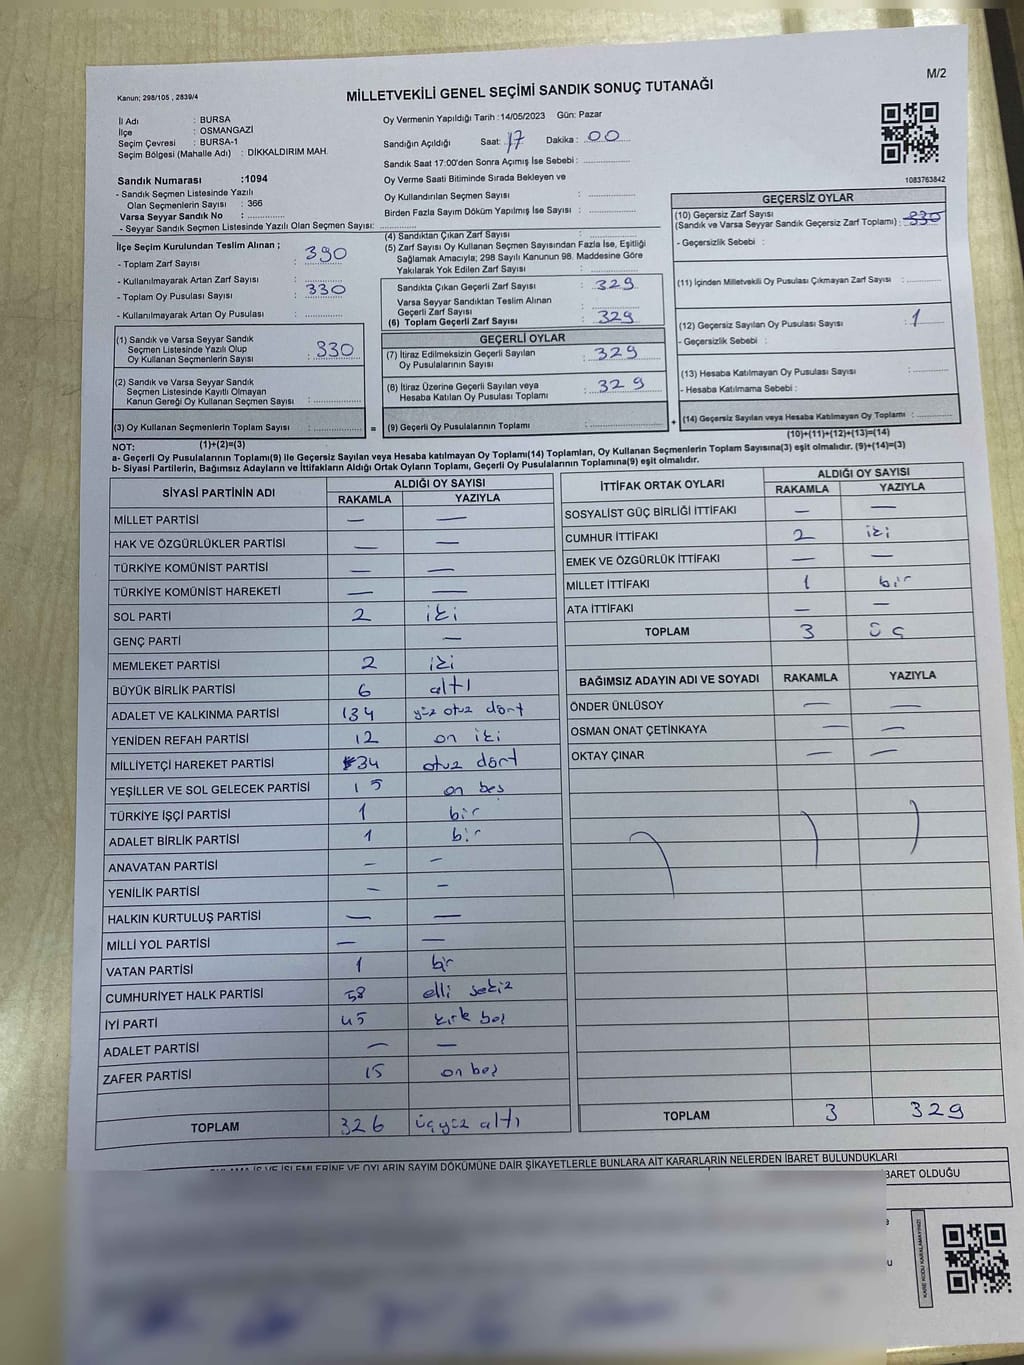 M/2
Kanun; 298/105 , 2839/4
MİLLETVEKİLİ GENEL SEÇİMİ SANDIK SONUÇ TUTANAĞI
İl Adı : BURSA
İlçe : OSMANGAZİ
Seçim Çevresi : BURSA-1
Seçim Bölgesi (Mahalle Adı) : DİKKALDIRIM MAH.
Sandık Numarası :1094
- Sandık Seçmen Listesinde Yazılı
Olan Seçmenlerin Sayısı : 366
Varsa Seyyar Sandık No : ..............
- Seyyar Sandık Seçmen Listesinde Yazılı Olan Seçmen Sayısı: ..............
Oy Vermenin Yapıldığı Tarih : 14/05/2023 Gün: Pazar
Sandığın Açıldığı Saat: 17 Dakika : 00
Sandık Saat 17:00'den Sonra Açımış İse Sebebi : ..............
Oy Verme Saati Bitiminde Sırada Bekleyen ve
Oy Kullandırılan Seçmen Sayısı : ..............
Birden Fazla Sayım Döküm Yapılmış İse Sayısı : ..............
1083763842
İlçe Seçim Kurulundan Teslim Alınan ;
- Toplam Zarf Sayısı : 330
- Kullanılmayarak Artan Zarf Sayısı : ..............
- Toplam Oy Pusulası Sayısı : 330
- Kullanılmayarak Artan Oy Pusulası : ..............
(1) Sandık ve Varsa Seyyar Sandık
Seçmen Listesinde Yazılı Olup
Oy Kullanan Seçmenlerin Sayısı : 330
(2) Sandık ve Varsa Seyyar Sandık
Seçmen Listesinde Kayıtlı Olmayan
Kanun Gereği Oy Kullanan Seçmen Sayısı : ..............
(3) Oy Kullanan Seçmenlerin Toplam Sayısı : ..............
(1)+(2)=(3)
(4) Sandıktan Çıkan Zarf Sayısı : ..............
(5) Zarf Sayısı Oy Kullanan Seçmen Sayısından Fazla İse, Eşitliği
Sağlamak Amacıyla; 298 Sayılı Kanunun 98. Maddesine Göre
Yakılarak Yok Edilen Zarf Sayısı : ..............
Sandıkta Çıkan Geçerli Zarf Sayısı : 329
Varsa Seyyar Sandıktan Teslim Alınan
Geçerli Zarf Sayısı : ..............
(6) Toplam Geçerli Zarf Sayısı : 329
GEÇERLİ OYLAR
(7) İtiraz Edilmeksizin Geçerli Sayılan
Oy Pusulalarının Sayısı : 329
(8) İtiraz Üzerine Geçerli Sayılan veya
Hesaba Katılan Oy Pusulası Toplamı : 329
= (9) Geçerli Oy Pusulalarının Toplamı : ..............
GEÇERSİZ OYLAR
(10) Geçersiz Zarf Sayısı
(Sandık ve Varsa Seyyar Sandık Geçersiz Zarf Toplamı) : 330
- Geçersizlik Sebebi :
(11) İçinden Milletvekili Oy Pusulası Çıkmayan Zarf Sayısı : ..............
(12) Geçersiz Sayılan Oy Pusulası Sayısı : 1
- Geçersizlik Sebebi :
(13) Hesaba Katılmayan Oy Pusulası Sayısı : ..............
- Hesaba Katılmama Sebebi :
+ (14) Geçersiz Sayılan veya Hesaba Katılmayan Oy Toplamı : ..............
(10)+(11)+(12)+(13)=(14)
NOT:
a- Geçerli Oy Pusulalarının Toplamı(9) ile Geçersiz Sayılan veya Hesaba katılmayan Oy Toplamı(14) Toplamları, Oy Kullanan Seçmenlerin Toplam Sayısına(3) eşit olmalıdır. (9)+(14)=(3)
b- Siyasi Partilerin, Bağımsız Adayların ve İttifakların Aldığı Ortak Oyların Toplamı, Geçerli Oy Pusulalarının Toplamına(9) eşit olmalıdır.
SİYASİ PARTİNİN ADI ALDIĞI OY SAYISI
RAKAMLA YAZIYLA
MİLLET PARTİSİ — —
HAK VE ÖZGÜRLÜKLER PARTİSİ — —
TÜRKİYE KOMÜNİST PARTİSİ — —
TÜRKİYE KOMÜNİST HAREKETİ — —
SOL PARTİ 2 iki
GENÇ PARTİ —
MEMLEKET PARTİSİ 2 iki
BÜYÜK BİRLİK PARTİSİ 6 altı
ADALET VE KALKINMA PARTİSİ 134 yüz otuz dört
YENİDEN REFAH PARTİSİ 12 on iki
MİLLİYETÇİ HAREKET PARTİSİ 34 otuz dört
YEŞİLLER VE SOL GELECEK PARTİSİ 15 on beş
TÜRKİYE İŞÇİ PARTİSİ 1 bir
ADALET BİRLİK PARTİSİ 1 bir
ANAVATAN PARTİSİ — —
YENİLİK PARTİSİ — —
HALKIN KURTULUŞ PARTİSİ — —
MİLLİ YOL PARTİSİ — —
VATAN PARTİSİ 1 bir
CUMHURİYET HALK PARTİSİ 58 elli sekiz
İYİ PARTİ 45 kırk beş
ADALET PARTİSİ — —
ZAFER PARTİSİ 15 on beş
TOPLAM 326 üçyüz altı
İTTİFAK ORTAK OYLARI ALDIĞI OY SAYISI
RAKAMLA YAZIYLA
SOSYALİST GÜÇ BİRLİĞİ İTTİFAKI — —
CUMHUR İTTİFAKI 2 iki
EMEK VE ÖZGÜRLÜK İTTİFAKI — —
MİLLET İTTİFAKI 1 bir
ATA İTTİFAKI — —
TOPLAM 3 üç
BAĞIMSIZ ADAYIN ADI VE SOYADI RAKAMLA YAZIYLA
ÖNDER ÜNLÜSOY — —
OSMAN ONAT ÇETİNKAYA — —
OKTAY ÇINAR — —
TOPLAM 3 329
İŞ VE İŞLEMLERİNE VE OYLARIN SAYIM DÖKÜMÜNE DAİR ŞİKAYETLERLE BUNLARA AİT KARARLARIN NELERDEN İBARET BULUNDUKLARI
BARET OLDUĞU
KARE KODU KARALAMAYINIZ!